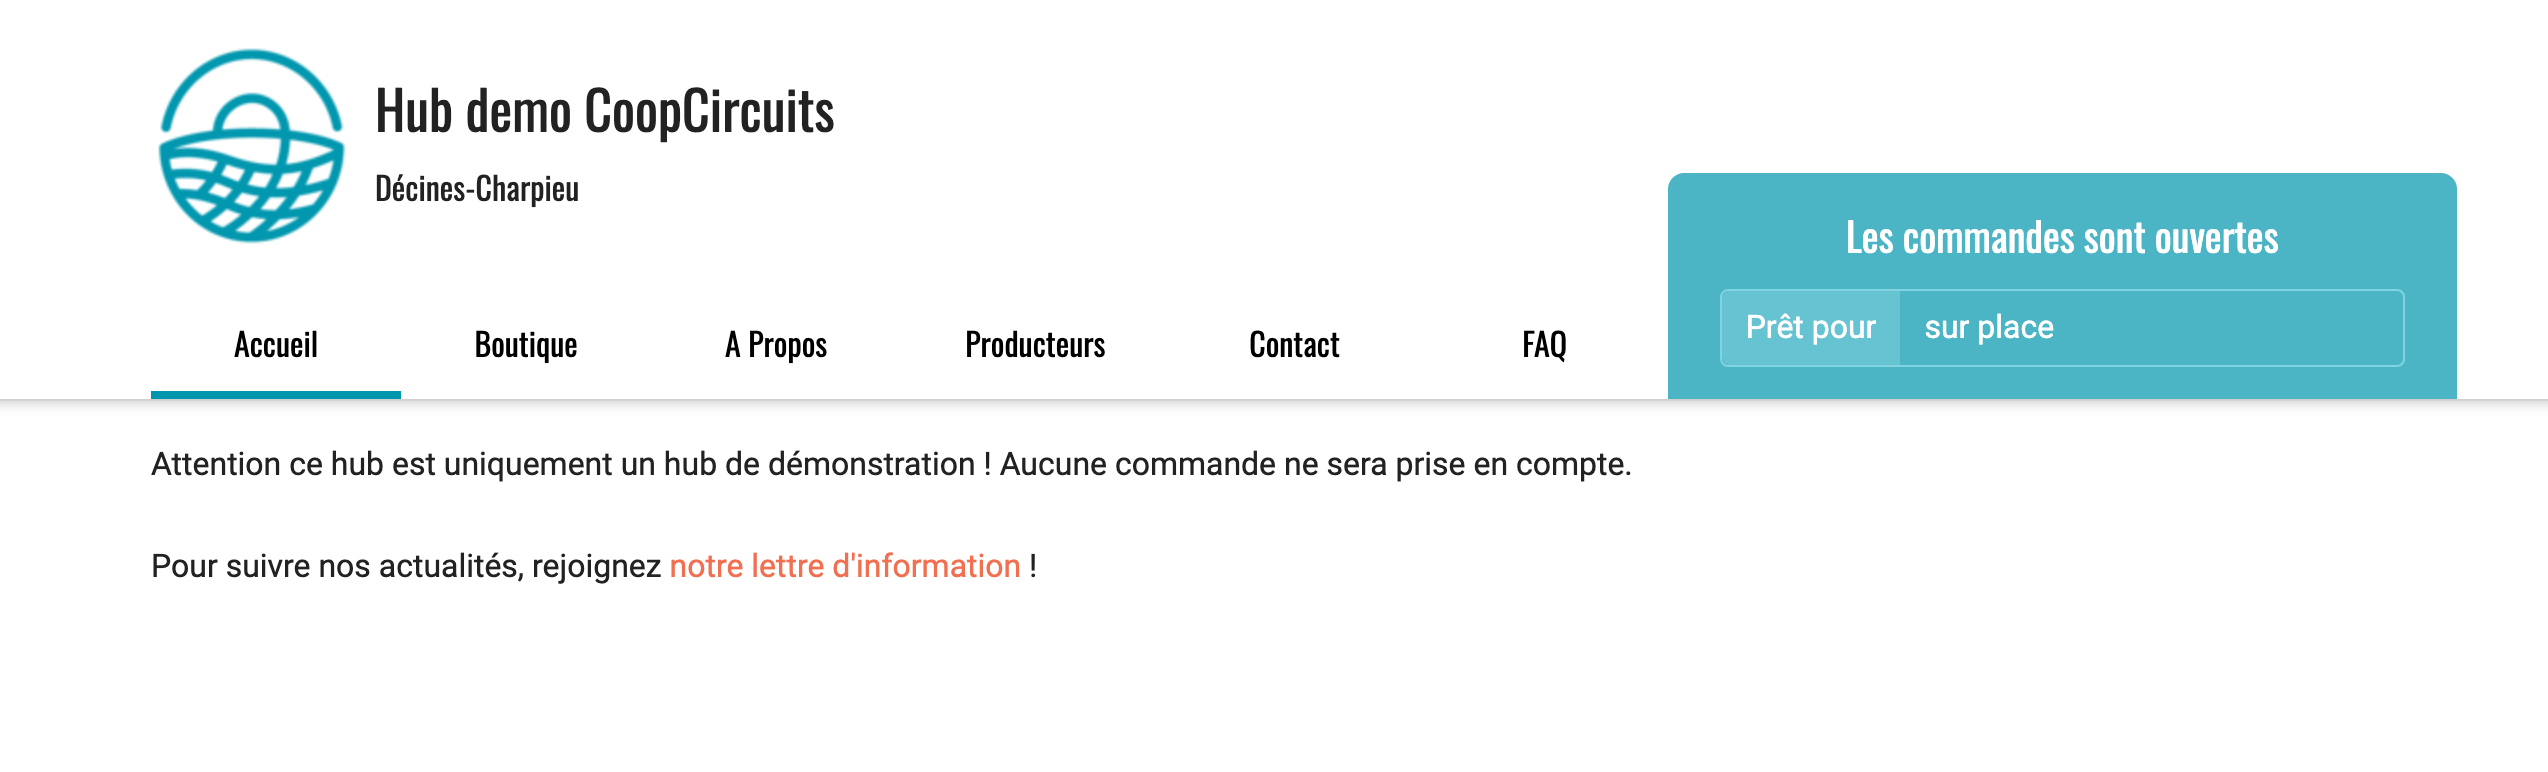 Hub demo CoopCircuits
Décines-Charpieu
Les commandes sont ouvertes
Prêt pour sur place
Accueil Boutique A Propos Producteurs Contact FAQ
Attention ce hub est uniquement un hub de démonstration ! Aucune commande ne sera prise en compte.
Pour suivre nos actualités, rejoignez notre lettre d'information !